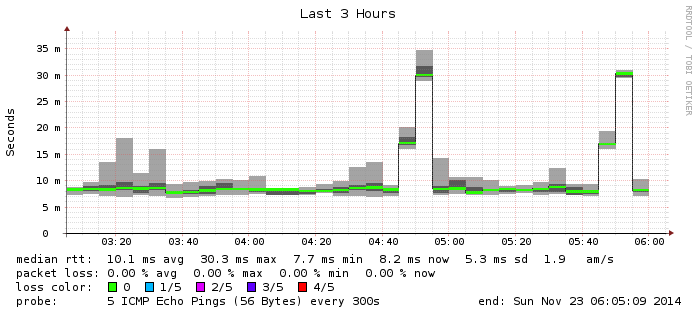 Last 3 Hours
RRDTOOL / TOBI OETIKER
Seconds
35 m
30 m
25 m
20 m
15 m
10 m
5 m
0
03:20 03:40 04:00 04:20 04:40 05:00 05:20 05:40 06:00
median rtt: 10.1 ms avg 30.3 ms max 7.7 ms min 8.2 ms now 5.3 ms sd 1.9 am/s
packet loss: 0.00 % avg 0.00 % max 0.00 % min 0.00 % now
loss color: 0 1/5 2/5 3/5 4/5
probe: 5 ICMP Echo Pings (56 Bytes) every 300s end: Sun Nov 23 06:05:09 2014